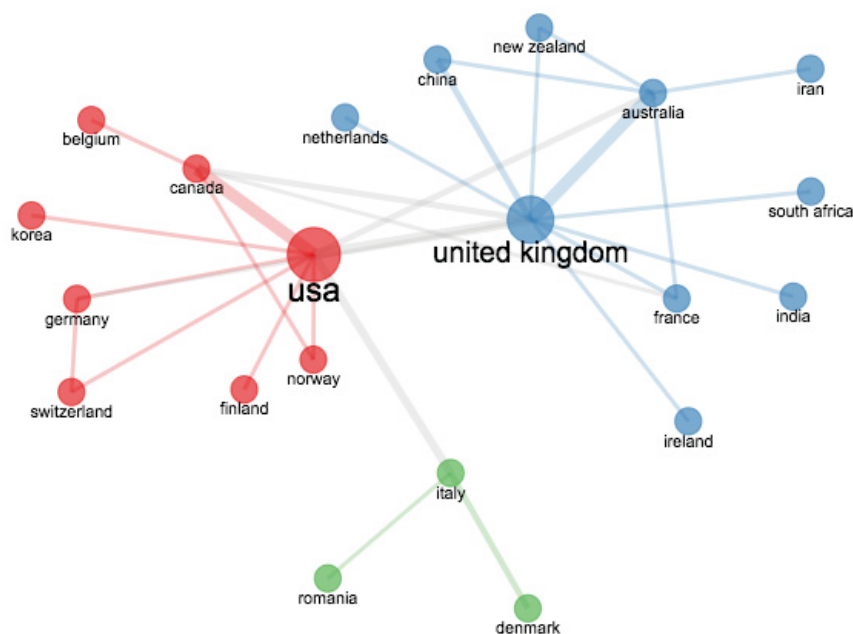 new zealand
china
iran
australia
netherlands
belgium
canada
south africa
korea
united kingdom
usa
germany
france
india
norway
switzerland
finland
ireland
italy
romania
denmark